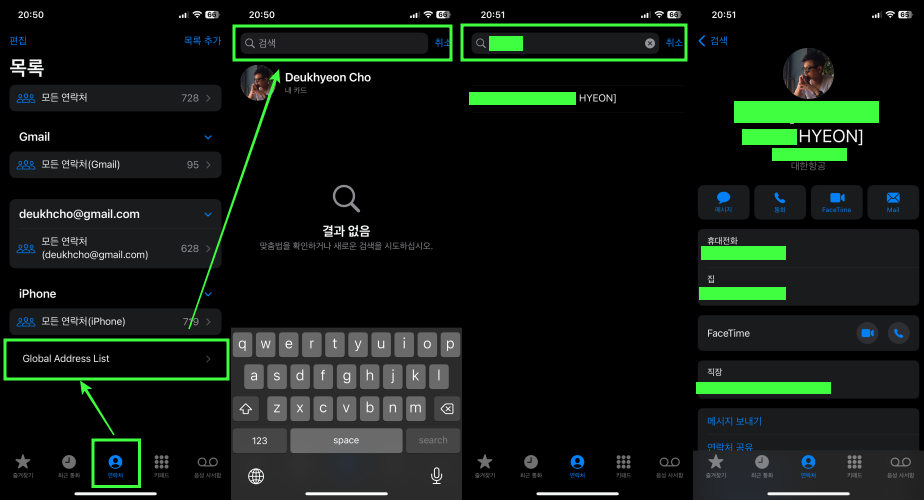 20:50
66
편집
목록 추가
목록
모든 연락처
728
Gmail
모든 연락처(Gmail)
95
deukhcho@gmail.com
모든 연락처
(deukhcho@gmail.com)
628
iPhone
모든 연락처(iPhone)
719
Global Address List
즐겨찾기
최근 통화
연락처
키패드
음성 사서함
20:50
66
검색
취소
Deukhyeon Cho
내 카드
결과 없음
맞춤법을 확인하거나 새로운 검색을 시도하십시오.
q w e r t y u i o p
a s d f g h j k l
z x c v b n m
123
space
search
20:51
66
취소
HYEON]
즐겨찾기
최근 통화
연락처
키패드
음성 사서함
20:51
66
검색
HYEON]
대한항공
메시지
통화
FaceTime
Mail
휴대전화
집
FaceTime
직장
메시지 보내기
연락처 공유
즐겨찾기
최근 통화
연락처
키패드
음성 사서함